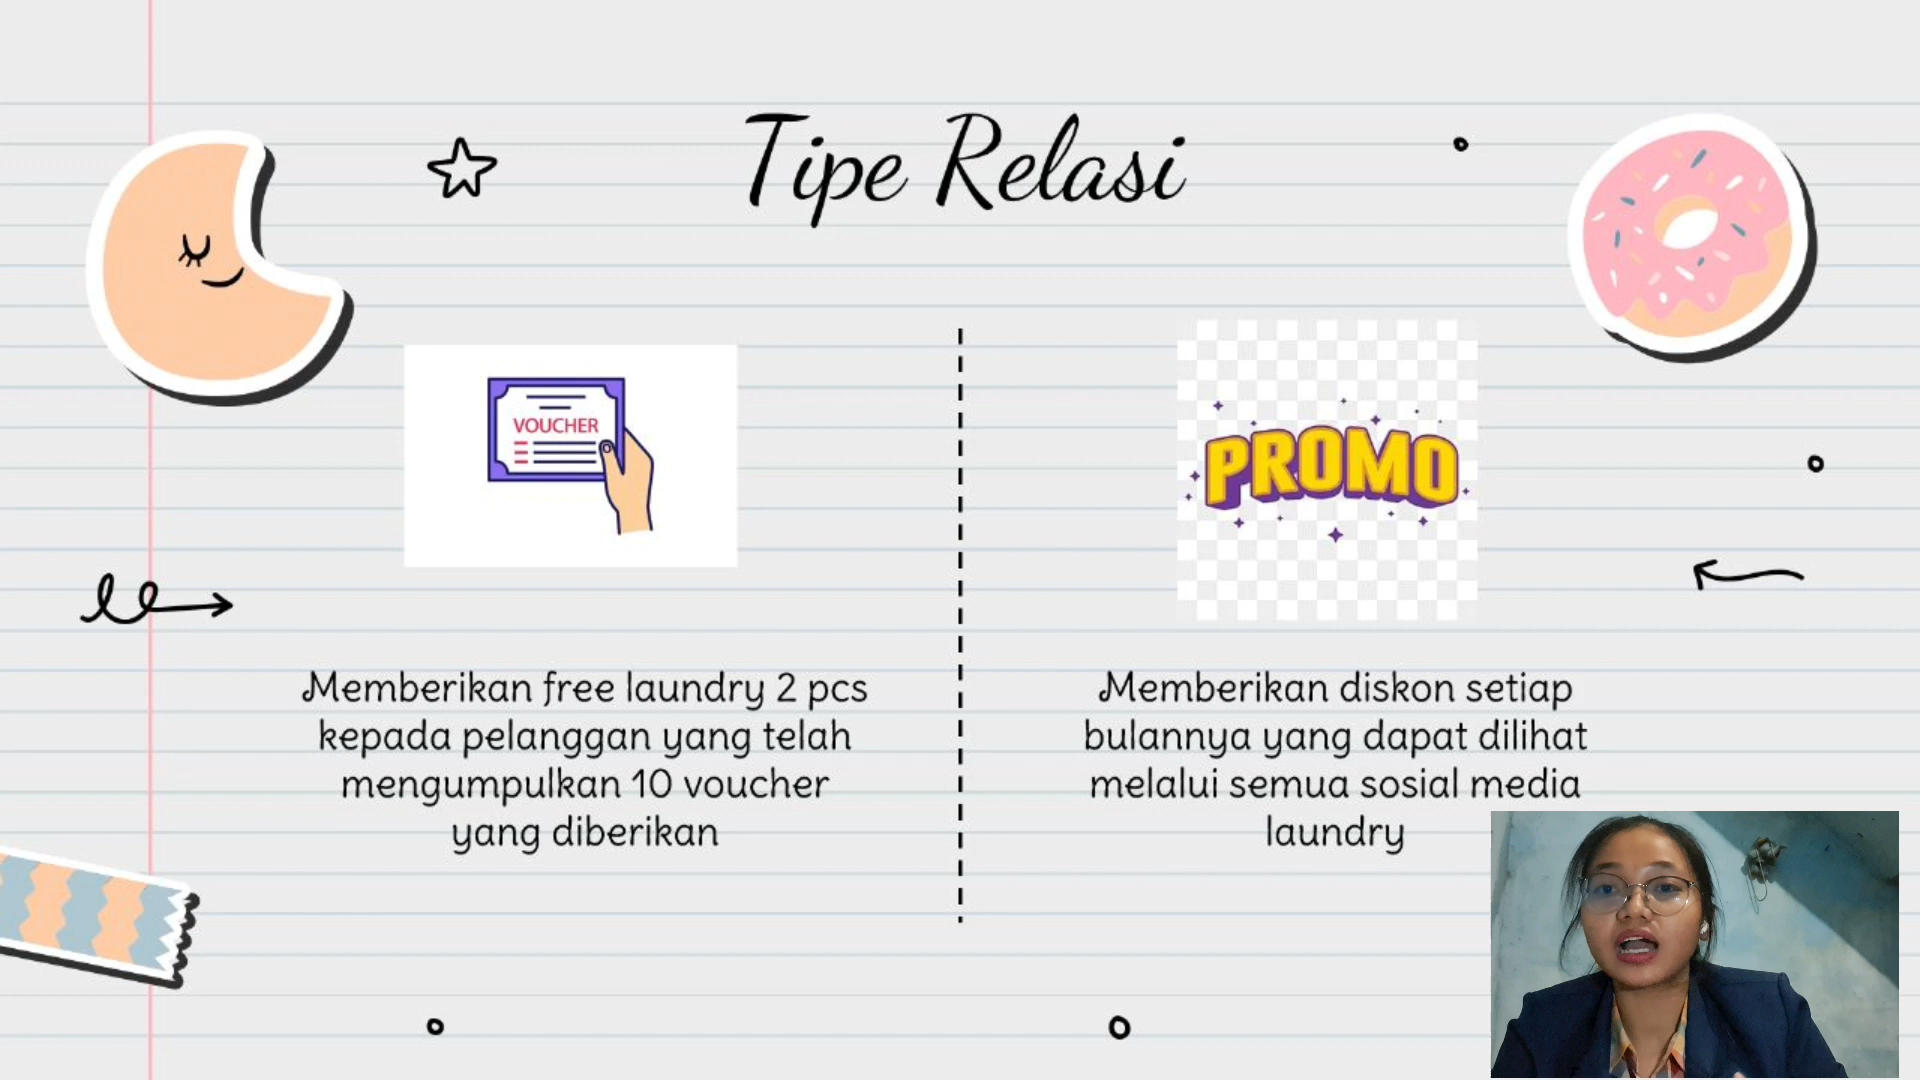 Tipe Relasi
VOUCHER
PROMO
Memberikan free laundry 2 pcs
kepada pelanggan yang telah
mengumpulkan 10 voucher
yang diberikan
Memberikan diskon setiap
bulannya yang dapat dilihat
melalui semua sosial media
laundry